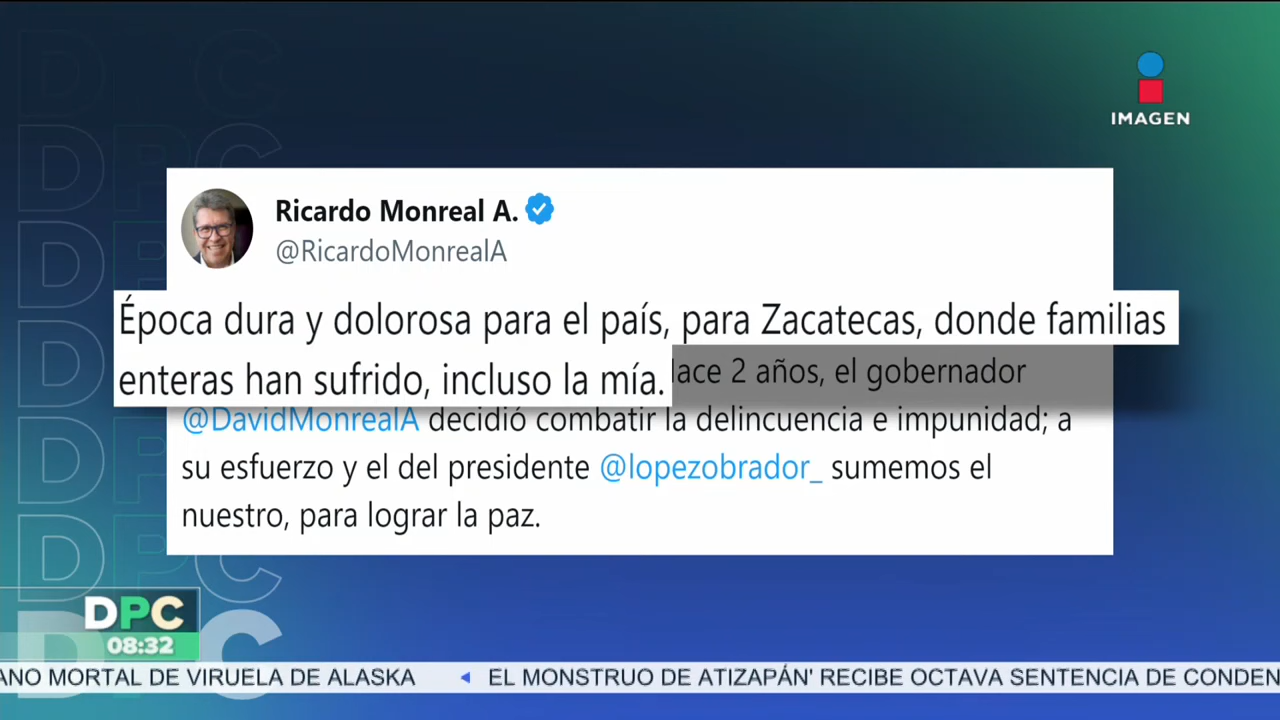 IMAGEN
Ricardo Monreal A.
@RicardoMonrealA
Época dura y dolorosa para el país, para Zacatecas, donde familias
enteras han sufrido, incluso la mía.
2 años, el gobernador
@DavidMonrealA decidió combatir la delincuencia e impunidad; a
su esfuerzo y el del presidente @lopezobrador_ sumemos el
nuestro, para lograr la paz.
DPC
08:32
MORTAL DE VIRUELA DE ALASKA ◄ EL MONSTRUO DE ATIZAPÁN' RECIBE OCTAVA SENTENCIA DE